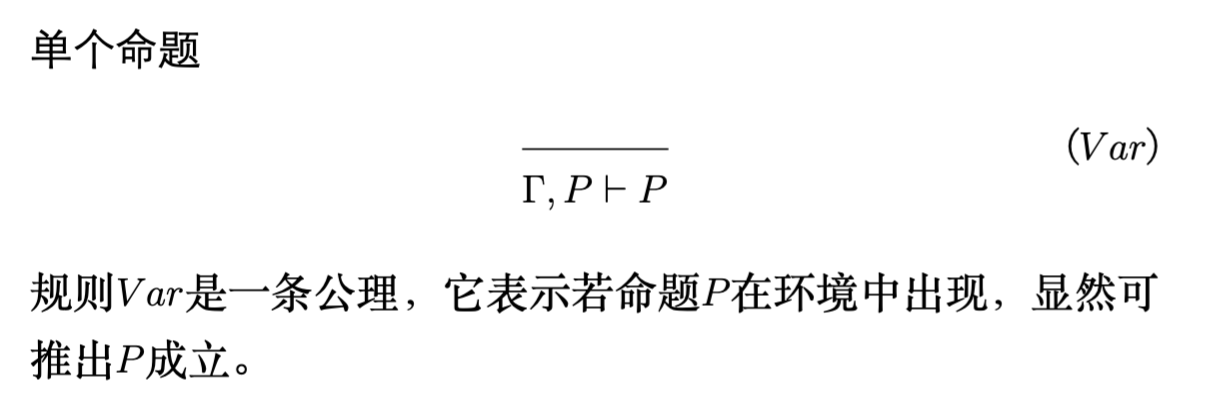 单个命题
(Var)
Γ, P ⊢ P
规则Var是一条公理，它表示若命题P在环境中出现，显然可
推出P成立。